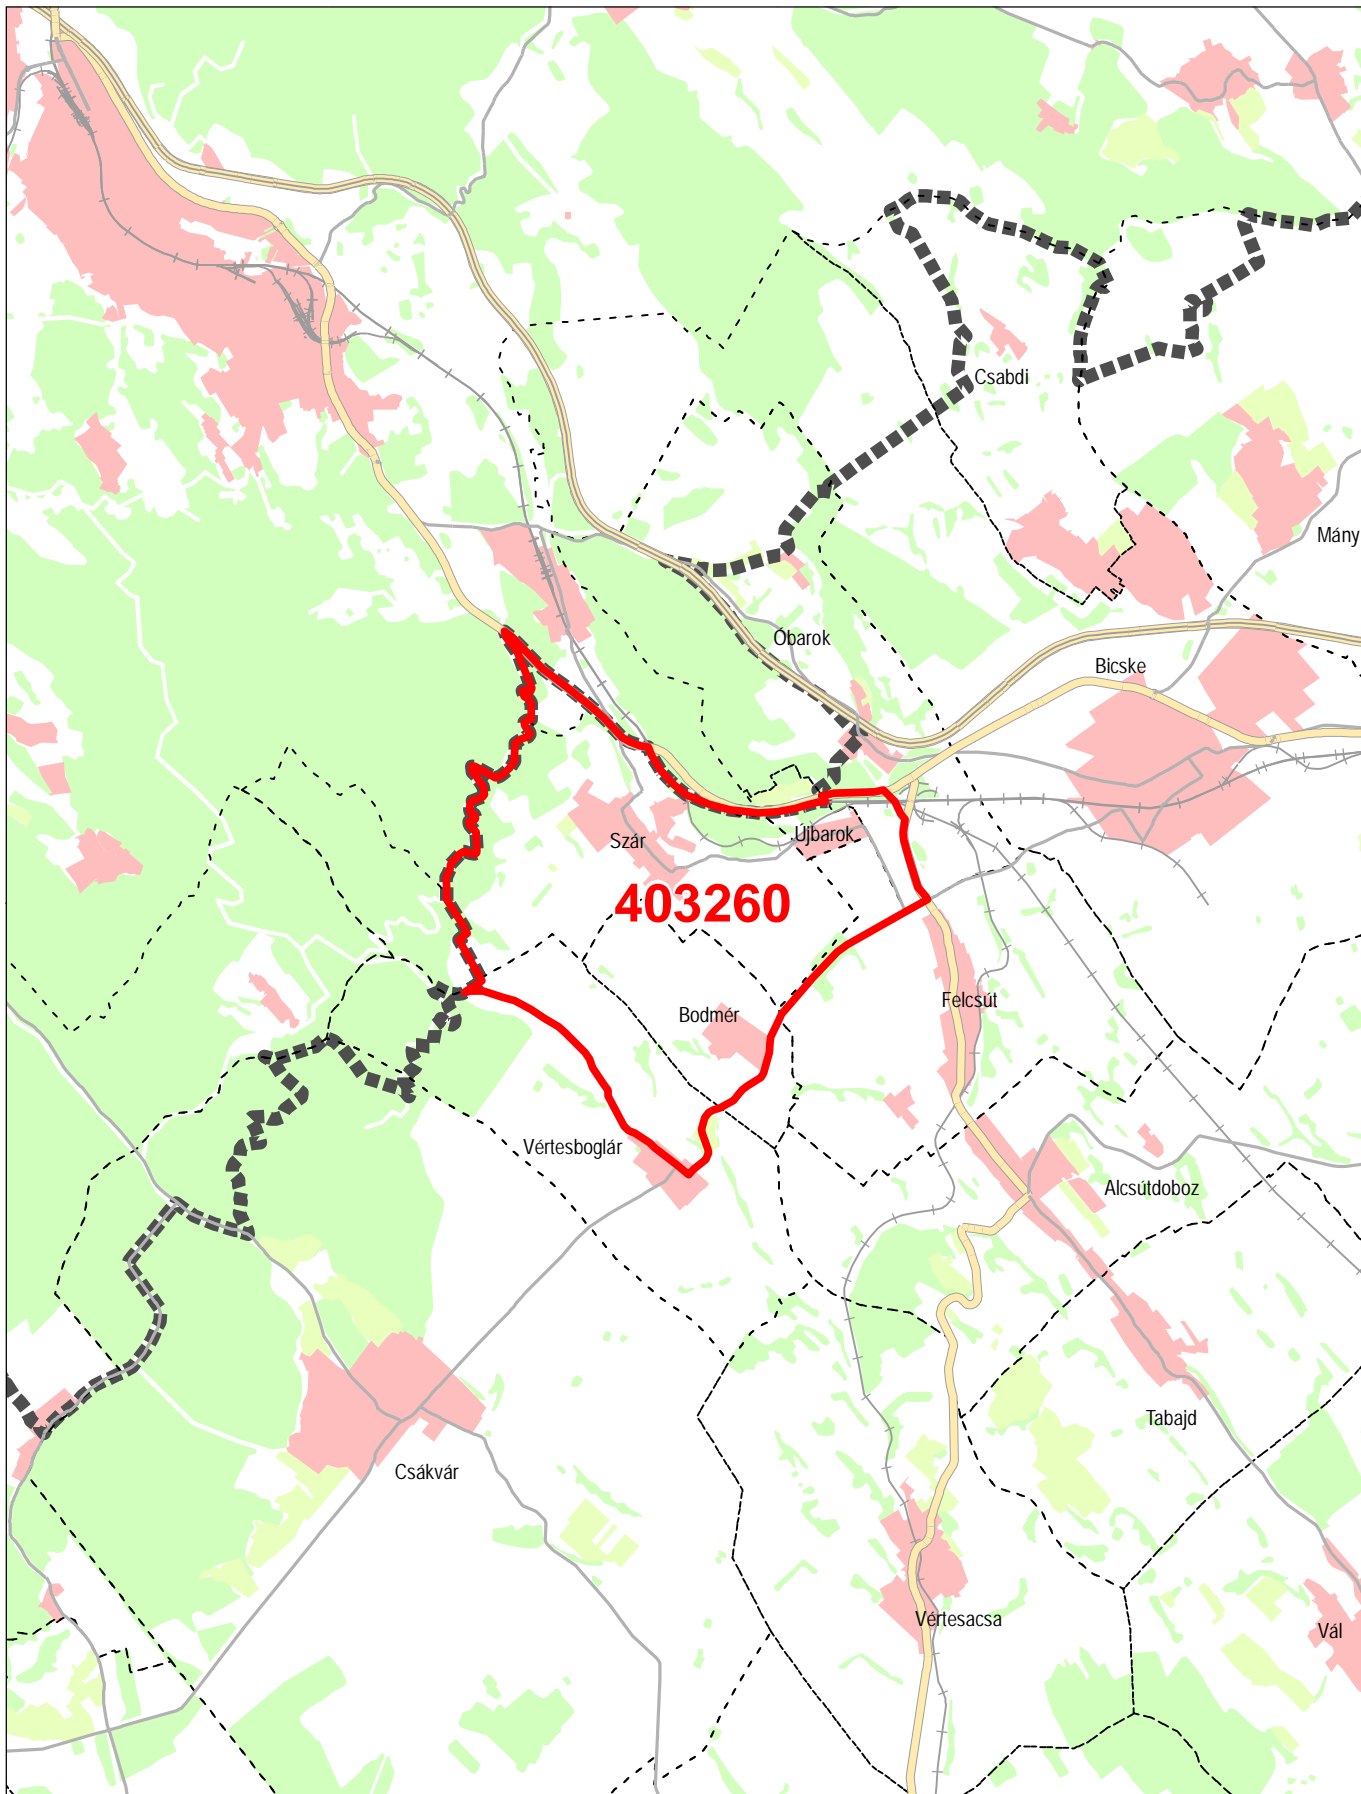 Csabdi
Mány
Óbarok
Bicske
Szár
Újbarok
403260
Felcsút
Bodmér
Vértesboglár
Alcsútdoboz
Tabajd
Csákvár
Vértesacsa
Vál